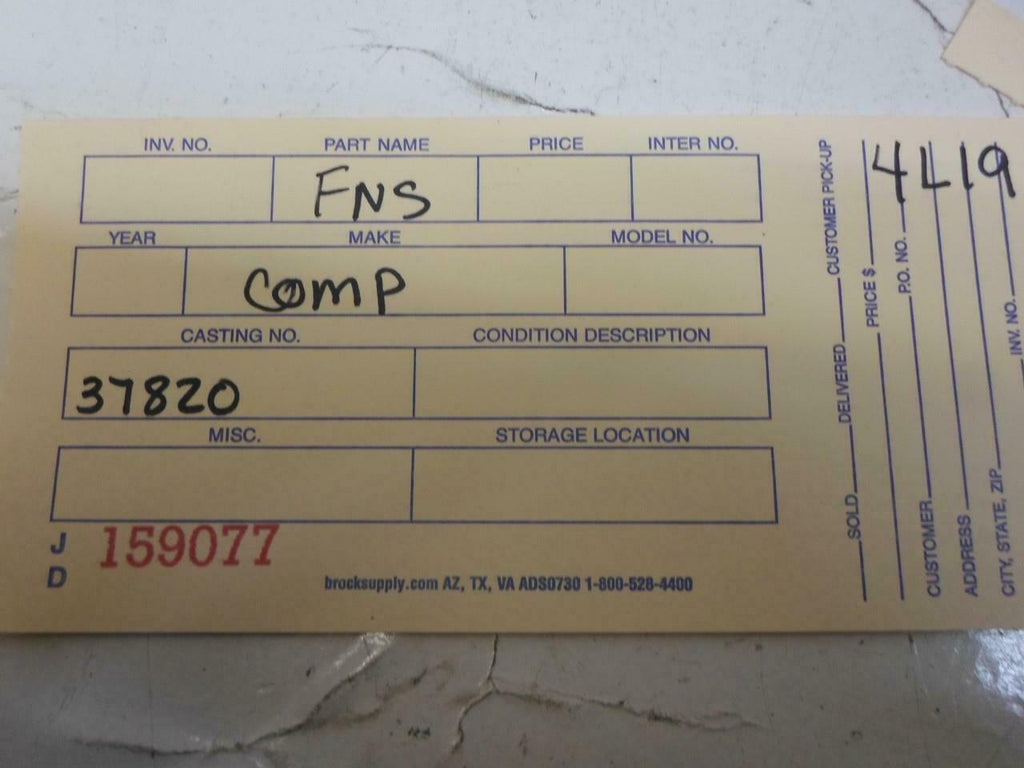 INV. NO. PART NAME PRICE INTER NO.
FNS
YEAR MAKE MODEL NO.
COMP
CASTING NO. CONDITION DESCRIPTION
37820
MISC. STORAGE LOCATION
J
D
159077
brocksupply.com AZ, TX, VA ADS0730 1-800-528-4400
4L19
SOLD DELIVERED CUSTOMER PICK-UP
PRICE $
P.O. NO.
CUSTOMER
ADDRESS
CITY, STATE, ZIP INV. NO.